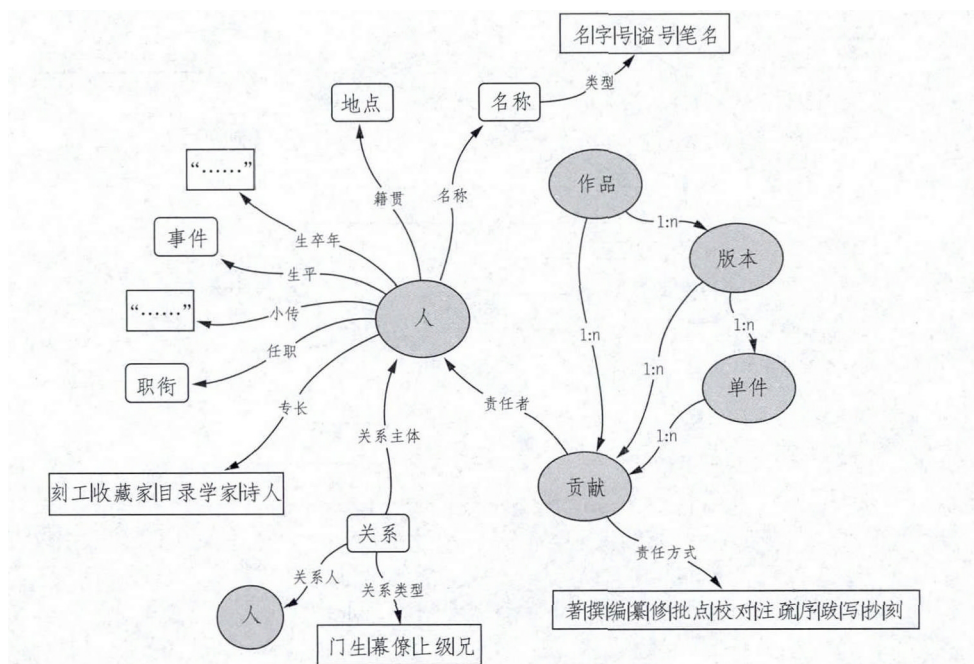 名|字|号|谥号|笔名
类型
地点
名称
籍贯
名称
作品
1:n
版本
“……”
生卒年
事件
生平
“……”
小传
人
1:n
1:n
1:n
任职
职衔
单件
专长
责任者
关系主体
1:n
刻工|收藏家|目录学家|诗人
贡献
关系
责任方式
关系人
关系类型
人
著|撰|编|纂|修|批点|校对|注疏|序|跋|写|抄|刻
门生|幕僚|上级|兄